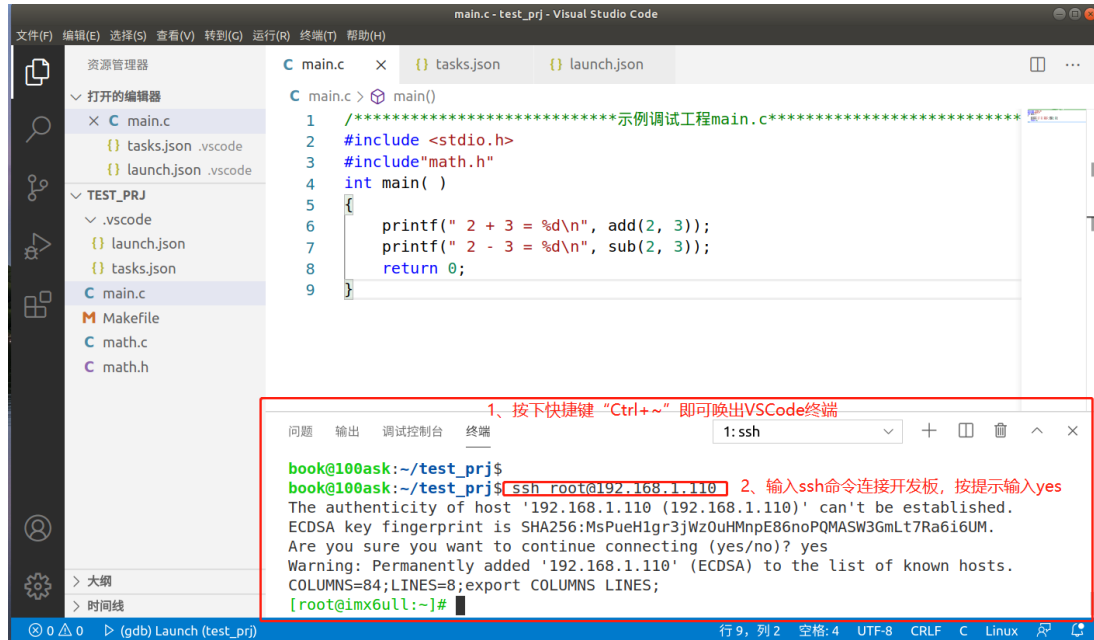 main.c - test_prj - Visual Studio Code
文件(F) 编辑(E) 选择(S) 查看(V) 转到(G) 运行(R) 终端(T) 帮助(H)
资源管理器
打开的编辑器
C main.c
{} tasks.json .vscode
{} launch.json .vscode
TEST_PRJ
.vscode
{} launch.json
{} tasks.json
C main.c
M Makefile
C math.c
C math.h
大纲
时间线
C main.c
{} tasks.json
{} launch.json
C main.c > main()
1 /****************************示例调试工程main.c***************************
2 #include <stdio.h>
3 #include"math.h"
4 int main( )
5 {
6 printf(" 2 + 3 = %d\n", add(2, 3));
7 printf(" 2 - 3 = %d\n", sub(2, 3));
8 return 0;
9 }
1、按下快捷键“Ctrl+~”即可唤出VSCode终端
问题 输出 调试控制台 终端
1: ssh
book@100ask:~/test_prj$
book@100ask:~/test_prj$ ssh root@192.168.1.110
2、输入ssh命令连接开发板，按提示输入yes
The authenticity of host '192.168.1.110 (192.168.1.110)' can't be established.
ECDSA key fingerprint is SHA256:MsPueH1gr3jWzOuHMnpE86noPQMASW3GmLt7Ra6i6UM.
Are you sure you want to continue connecting (yes/no)? yes
Warning: Permanently added '192.168.1.110' (ECDSA) to the list of known hosts.
COLUMNS=84;LINES=8;export COLUMNS LINES;
[root@imx6ull:~]#
0 0 (gdb) Launch (test_prj)
行 9，列 2 空格: 4 UTF-8 CRLF C Linux